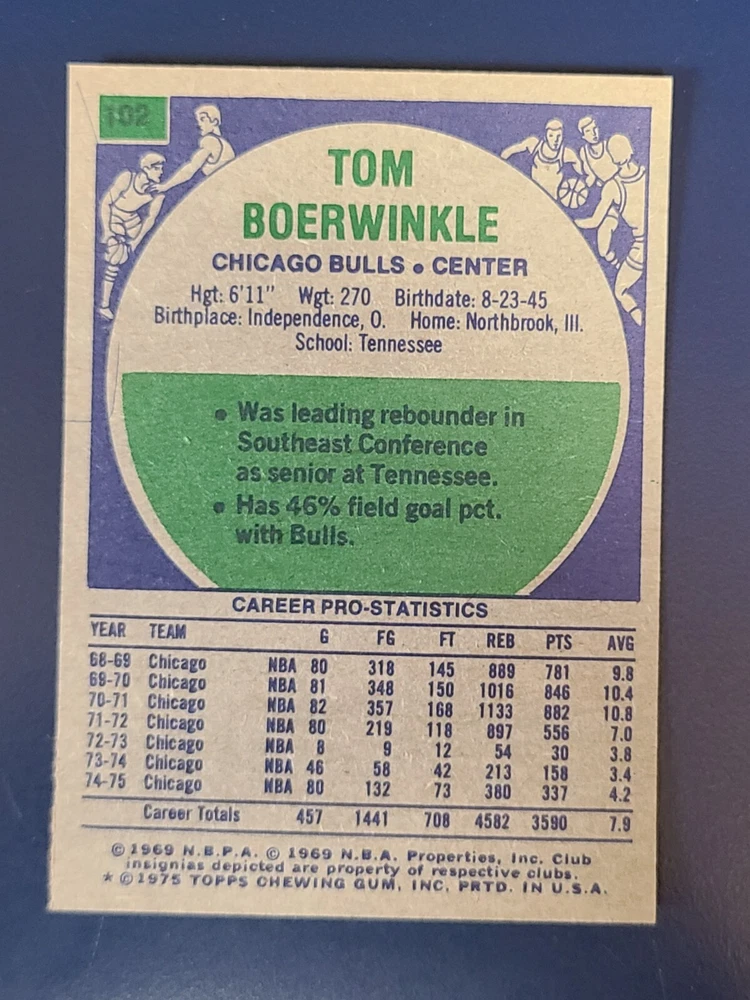 102
TOM
BOERWINKLE
CHICAGO BULLS • CENTER
Hgt: 6'11" Wgt: 270 Birthdate: 8-23-45
Birthplace: Independence, O. Home: Northbrook, Ill.
School: Tennessee
• Was leading rebounder in
Southeast Conference
as senior at Tennessee.
• Has 46% field goal pct.
with Bulls.
CAREER PRO-STATISTICS
YEAR TEAM G FG FT REB PTS AVG
68-69 Chicago NBA 80 318 145 889 781 9.8
69-70 Chicago NBA 81 348 150 1016 846 10.4
70-71 Chicago NBA 82 357 168 1133 882 10.8
71-72 Chicago NBA 80 219 118 897 556 7.0
72-73 Chicago NBA 8 9 12 54 30 3.8
73-74 Chicago NBA 46 58 42 213 158 3.4
74-75 Chicago NBA 80 132 73 380 337 4.2
Career Totals 457 1441 708 4582 3590 7.9
© 1969 N.B.P.A. © 1969 N.B.A. Properties, Inc. Club
insignias depicted are property of respective clubs.
* © 1975 TOPPS CHEWING GUM, INC. PRTD. IN U.S.A.